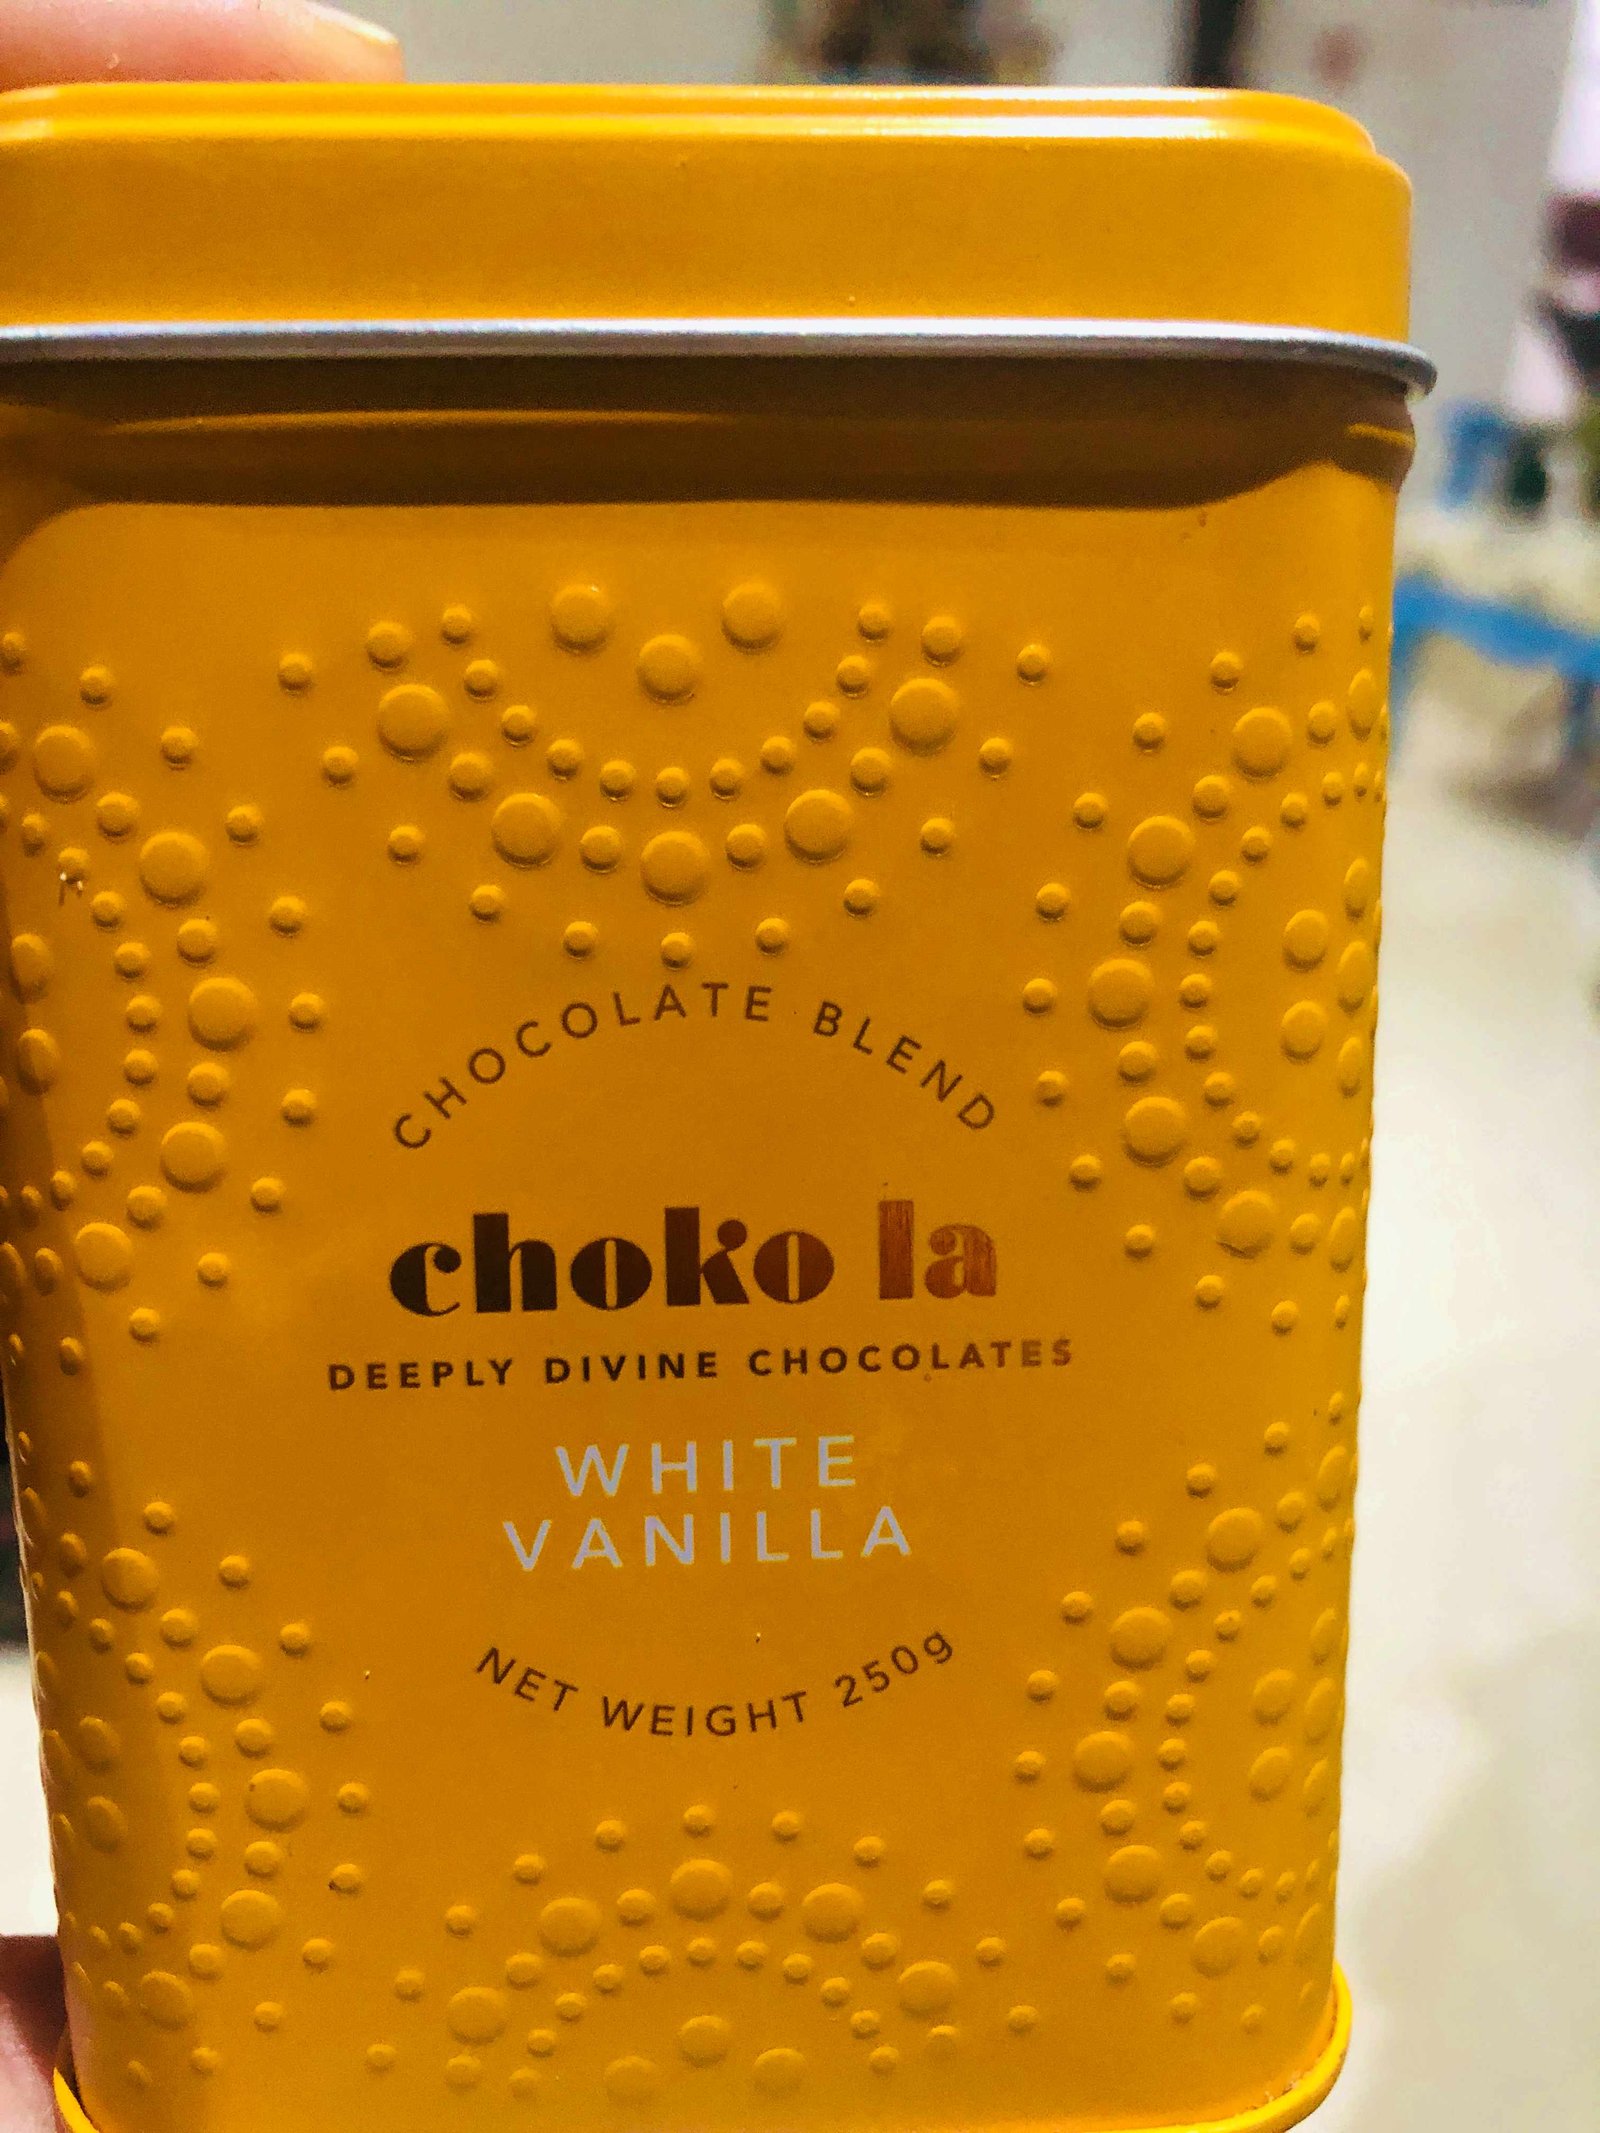 CHOCOLATE BLEND
choko la
DEEPLY DIVINE CHOCOLATES
WHITE
VANILLA
NET WEIGHT 250g